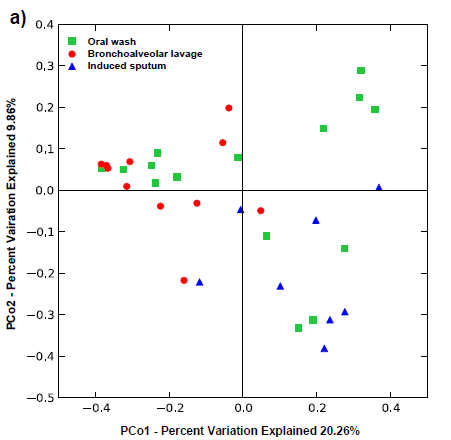 a)
0.4
0.3
0.2
0.1
0.0
−0.1
−0.2
−0.3
−0.4
−0.5
−0.4
−0.2
0.0
0.2
0.4
Oral wash
Bronchoalveolar lavage
Induced sputum
PCo2 - Percent Vairation Explained 9.86%
PCo1 - Percent Variation Explained 20.26%